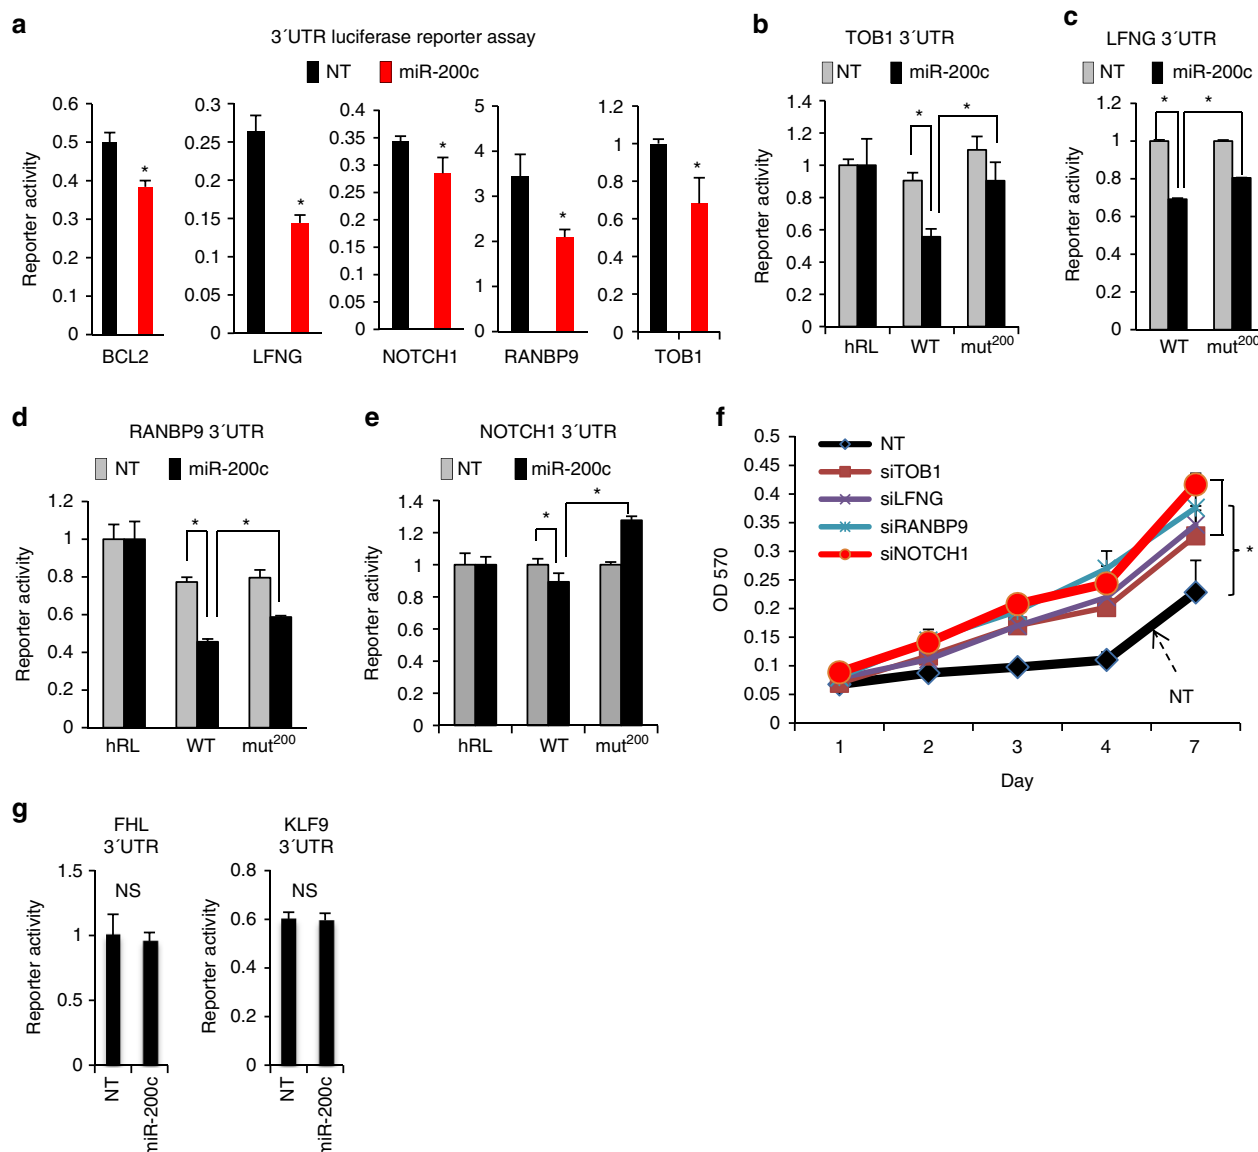 a
3´UTR luciferase reporter assay
NT miR-200c
Reporter activity
0.6
0.5
0.4
0.3
0.2
0.1
0
BCL2
*
0.3
0.25
0.2
0.15
0.1
0.05
0
LFNG
*
0.4
0.35
0.3
0.25
0.2
0.15
0.1
0.05
0
NOTCH1
*
5
4
3
2
1
0
RANBP9
*
1.2
1
0.8
0.6
0.4
0.2
0
TOB1
*
b
TOB1 3´UTR
NT miR-200c
Reporter activity
1.4
1.2
1
0.8
0.6
0.4
0.2
0
* *
hRL WT mut200
c
LFNG 3´UTR
NT miR-200c
Reporter activity
1.2
1
0.8
0.6
0.4
0.2
0
* *
WT mut200
d
RANBP9 3´UTR
NT miR-200c
Reporter activity
1.2
1
0.8
0.6
0.4
0.2
0
* *
hRL WT mut200
e
NOTCH1 3´UTR
NT miR-200c
Reporter activity
1.4
1.2
1
0.8
0.6
0.4
0.2
0
* *
hRL WT mut200
f
OD 570
0.5
0.45
0.4
0.35
0.3
0.25
0.2
0.15
0.1
0.05
0
NT
siTOB1
siLFNG
siRANBP9
siNOTCH1
*
NT
1 2 3 4 7
Day
g
FHL
3´UTR
NS
Reporter activity
1.5
1
0.5
0
NT
miR-200c
KLF9
3´UTR
NS
Reporter activity
0.8
0.6
0.4
0.2
0
NT
miR-200c